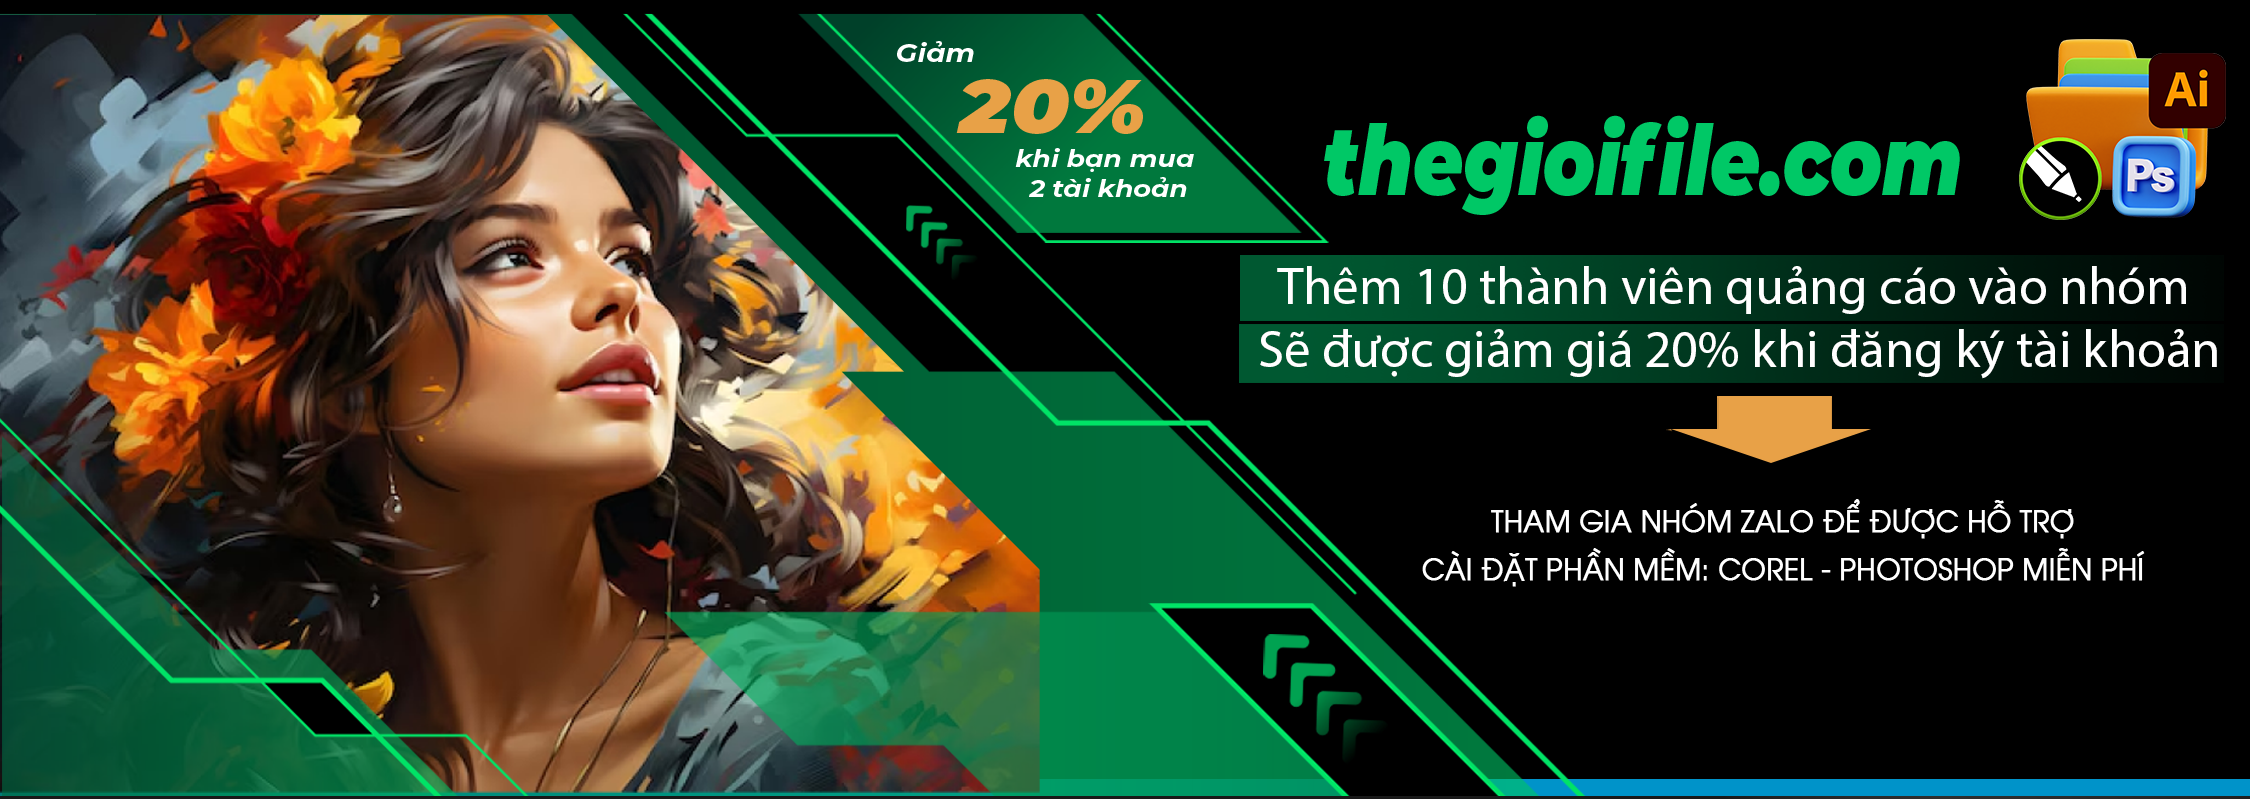 Giảm
20%
khi bạn mua
2 tài khoản
thegioifile.com
Ai
Ps
Thêm 10 thành viên quảng cáo vào nhóm
Sẽ được giảm giá 20% khi đăng ký tài khoản
THAM GIA NHÓM ZALO ĐỂ ĐƯỢC HỖ TRỢ
CÀI ĐẶT PHẦN MỀM: COREL - PHOTOSHOP MIỄN PHÍ